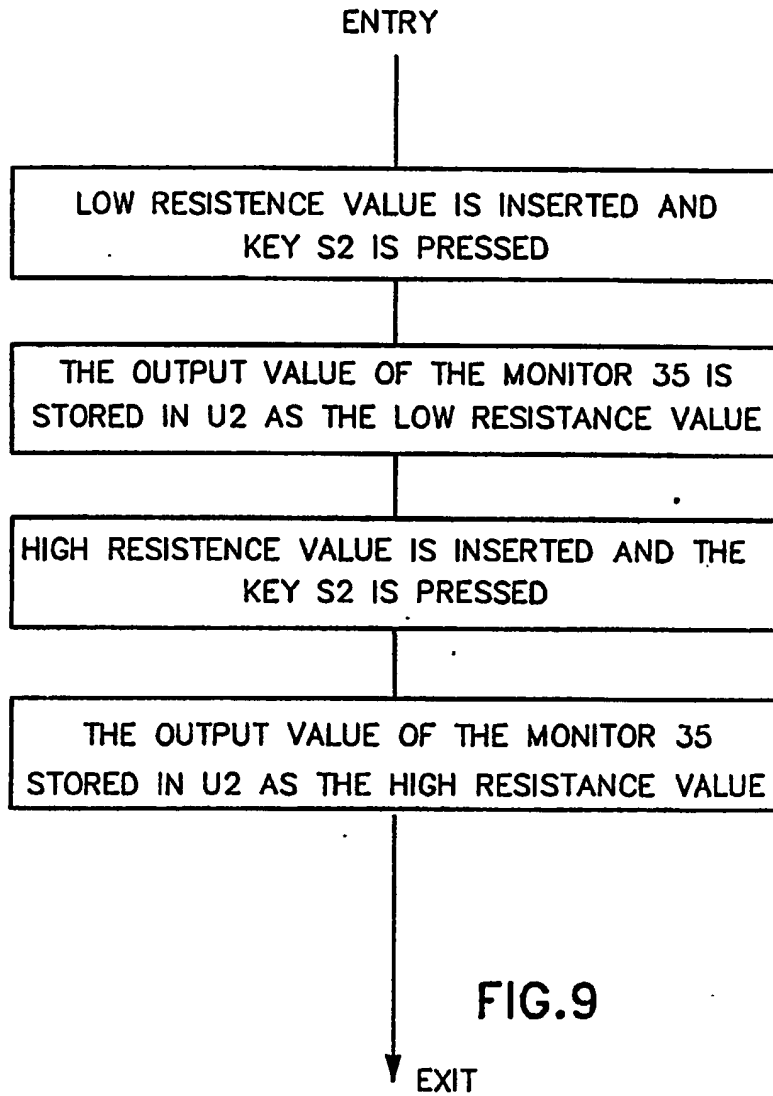 ENTRY
LOW RESISTENCE VALUE IS INSERTED AND
KEY S2 IS PRESSED
THE OUTPUT VALUE OF THE MONITOR 35 IS
STORED IN U2 AS THE LOW RESISTANCE VALUE
HIGH RESISTENCE VALUE IS INSERTED AND THE
KEY S2 IS PRESSED
THE OUTPUT VALUE OF THE MONITOR 35
STORED IN U2 AS THE HIGH RESISTANCE VALUE
FIG.9
EXIT